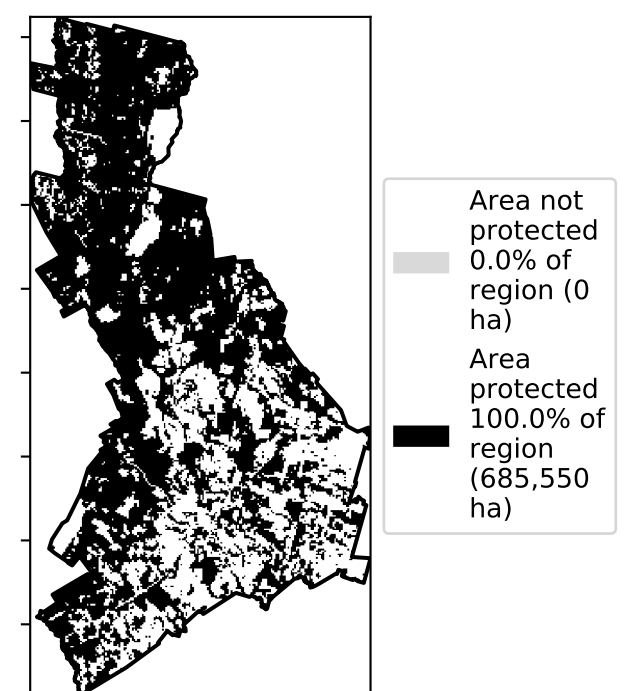 Area not
protected
0.0% of
region (0
ha)
Area
protected
100.0% of
region
(685,550
ha)